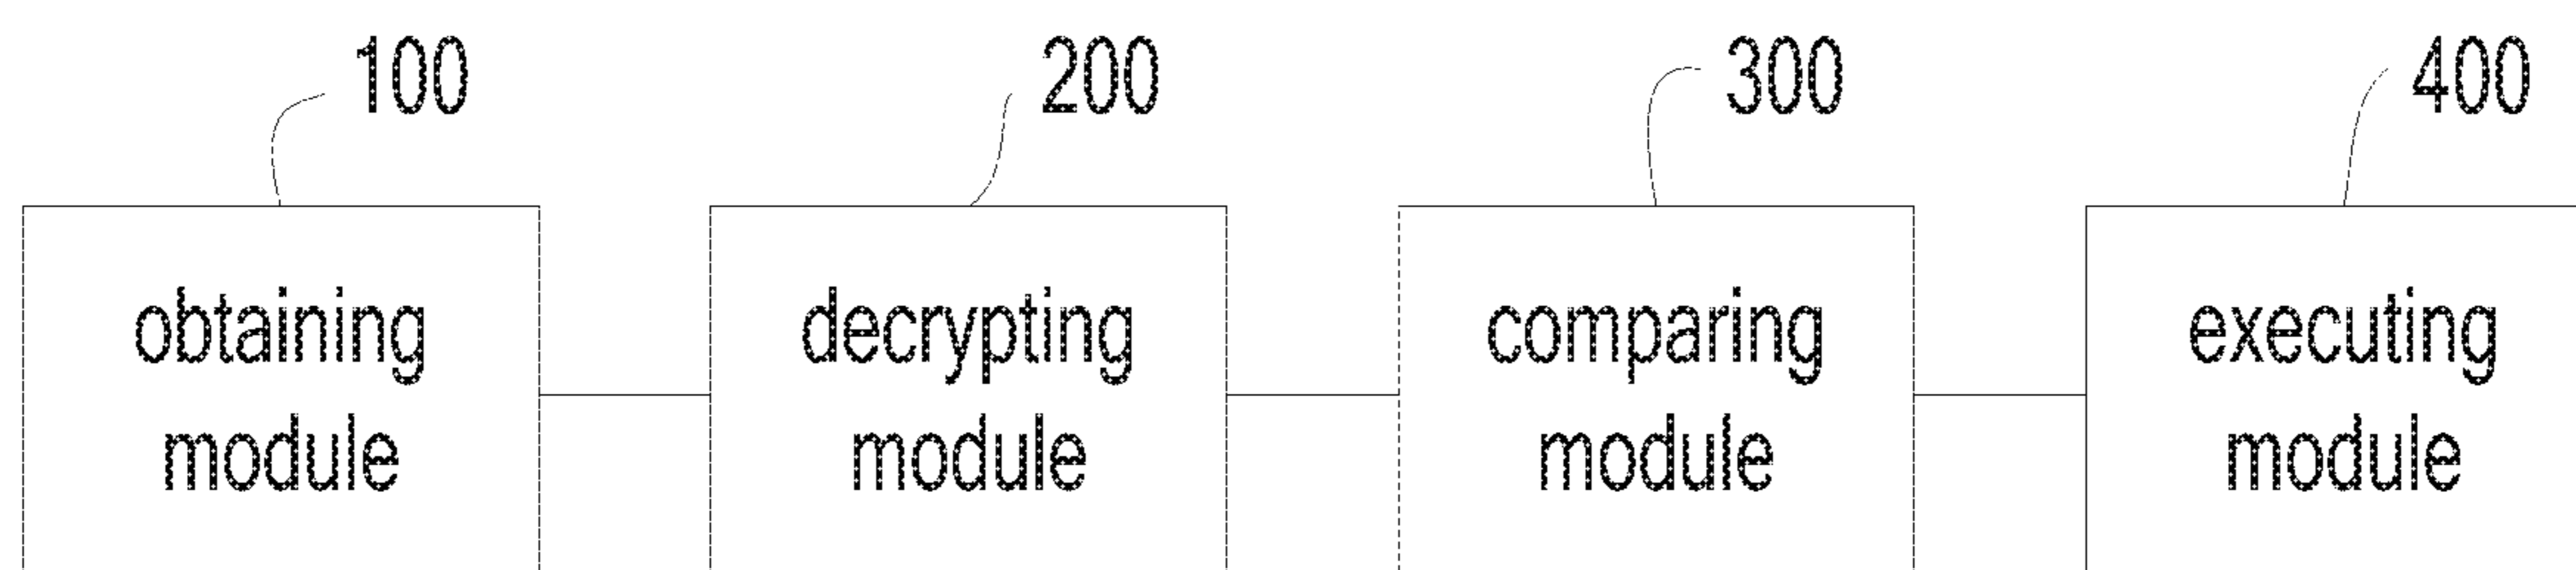 100 200 300 400
obtaining decrypting comparing executing
module module module module